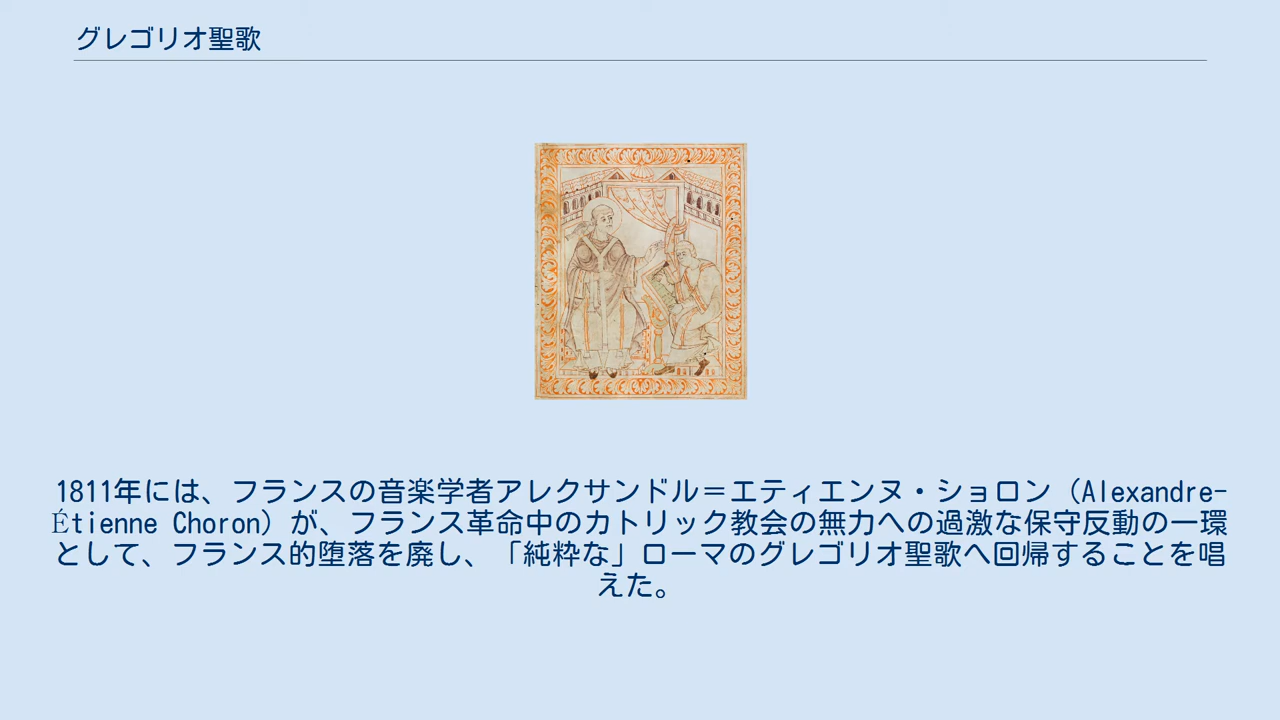 グレゴリオ聖歌
1811年には、フランスの音楽学者アレクサンドル＝エティエンヌ・ショロン（Alexandre-
Étienne Choron）が、フランス革命中のカトリック教会の無力への過激な保守反動の一環
として、フランス的堕落を廃し、「純粋な」ローマのグレゴリオ聖歌へ回帰することを唱
えた。